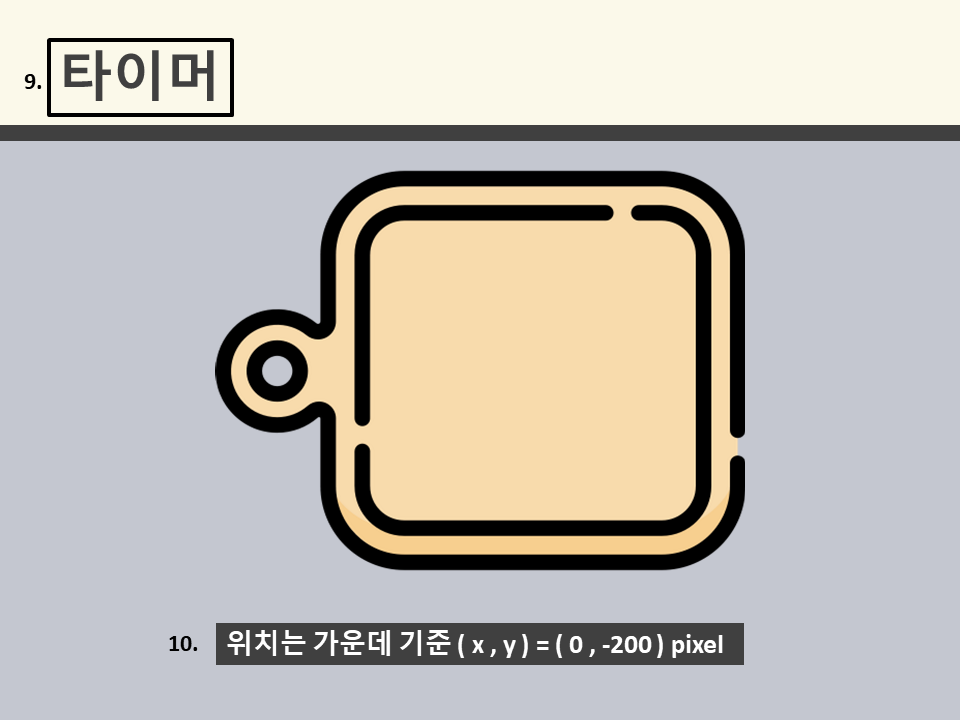 9. 타이머
10. 위치는 가운데 기준 ( x , y ) = ( 0 , -200 ) pixel